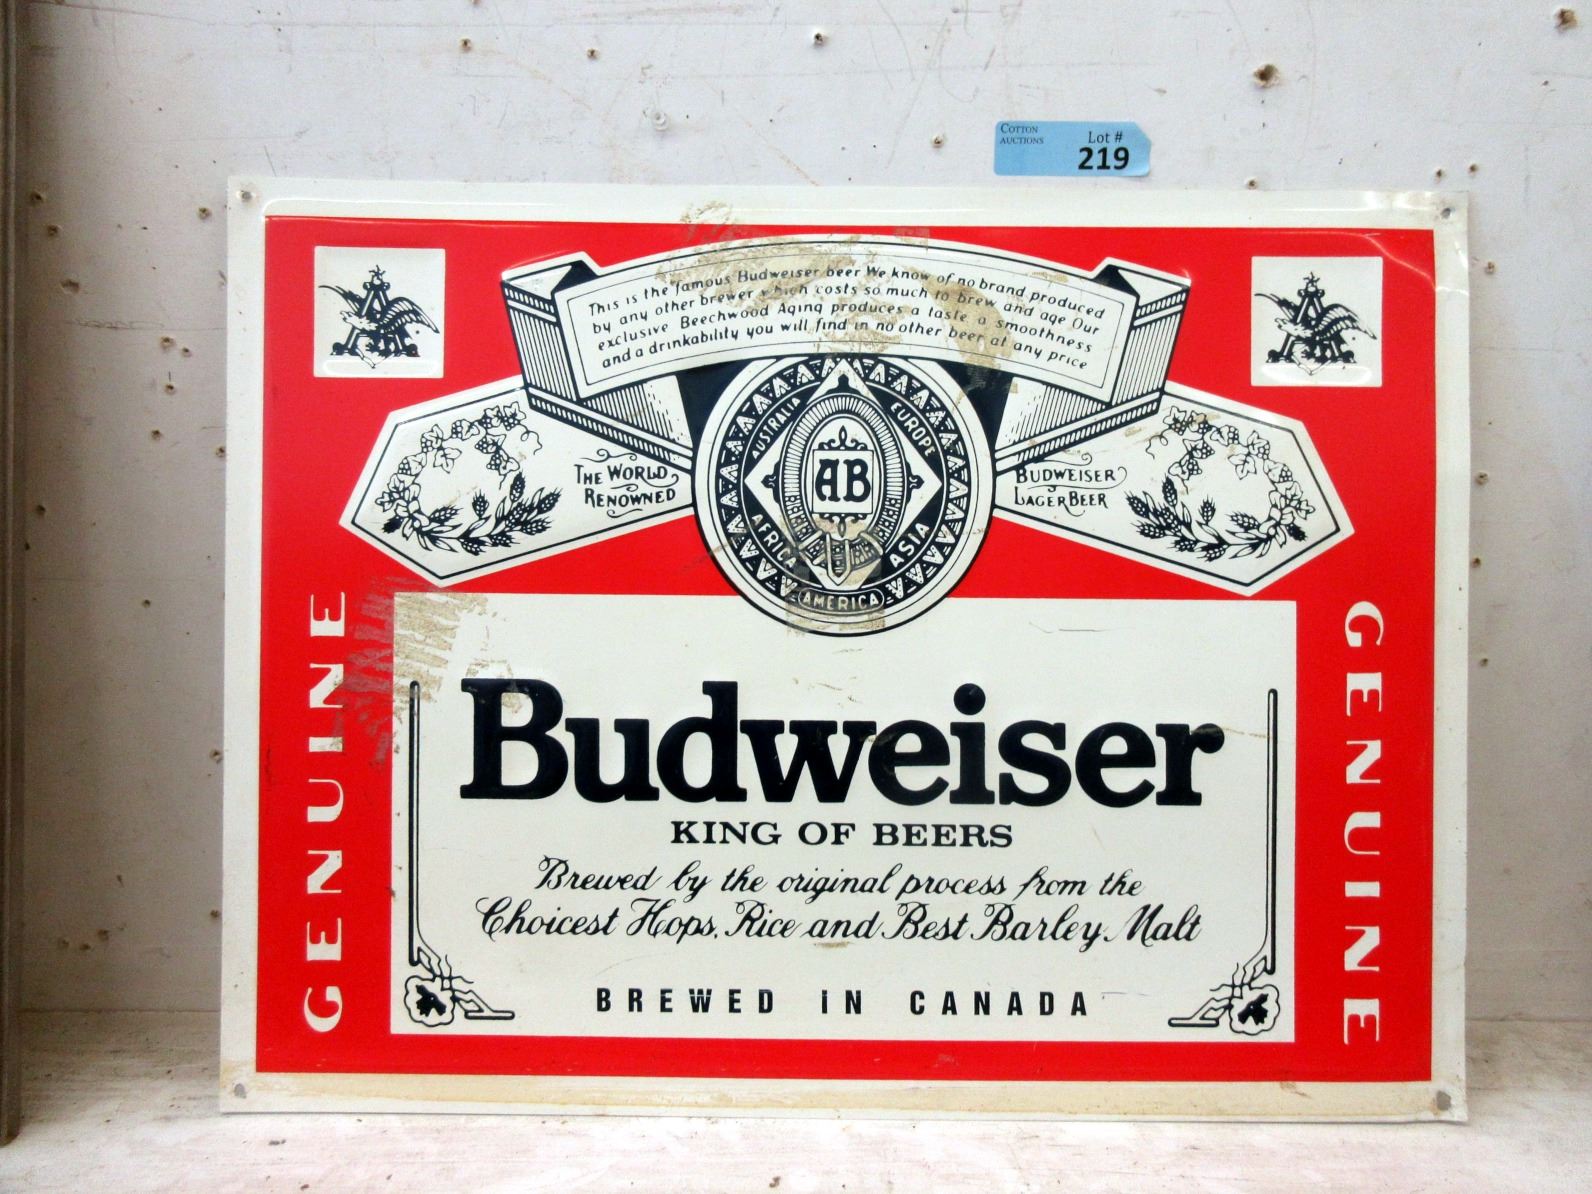 COTTON
AUCTIONS
Lot #
219
This is the famous Budweiser beer We know of no brand produced
by any other brewer which costs so much to brew and age Our
exclusive Beechwood Aging produces a taste a smoothness
and a drinkability you will find in no other beer at any price
THE WORLD
RENOWNED
AUSTRALIA
EUROPE
AB
AFRICA
ASIA
AMERICA
BUDWEISER
LAGER BEER
GENUINE
GENUINE
Budweiser
KING OF BEERS
Brewed by the original process from the
Choicest Hops, Rice and Best Barley Malt
BREWED IN CANADA